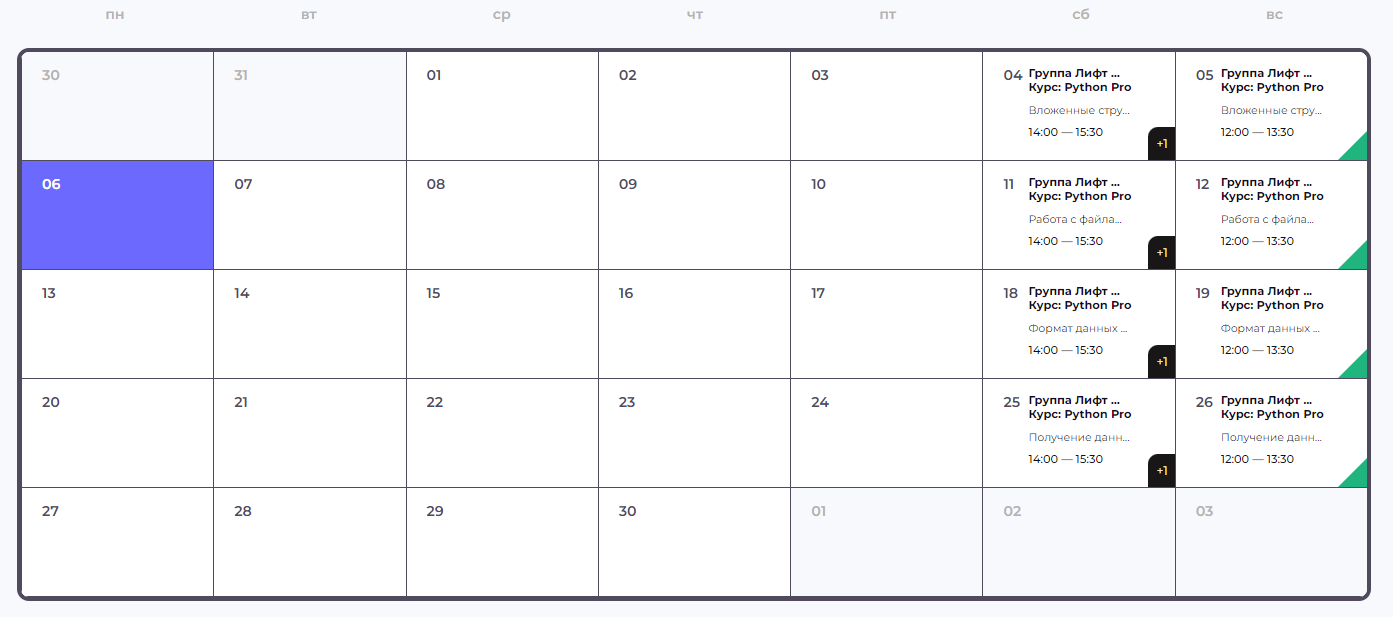 пн вт ср чт пт сб вс
30 31 01 02 03 04 Группа Лифт ... 05 Группа Лифт ...
Курс: Python Pro Курс: Python Pro
Вложенные стру... Вложенные стру...
14:00 — 15:30 12:00 — 13:30
+1
06 07 08 09 10 11 Группа Лифт ... 12 Группа Лифт ...
Курс: Python Pro Курс: Python Pro
Работа с файла... Работа с файла...
14:00 — 15:30 12:00 — 13:30
+1
13 14 15 16 17 18 Группа Лифт ... 19 Группа Лифт ...
Курс: Python Pro Курс: Python Pro
Формат данных ... Формат данных ...
14:00 — 15:30 12:00 — 13:30
+1
20 21 22 23 24 25 Группа Лифт ... 26 Группа Лифт ...
Курс: Python Pro Курс: Python Pro
Получение данн... Получение данн...
14:00 — 15:30 12:00 — 13:30
+1
27 28 29 30 01 02 03